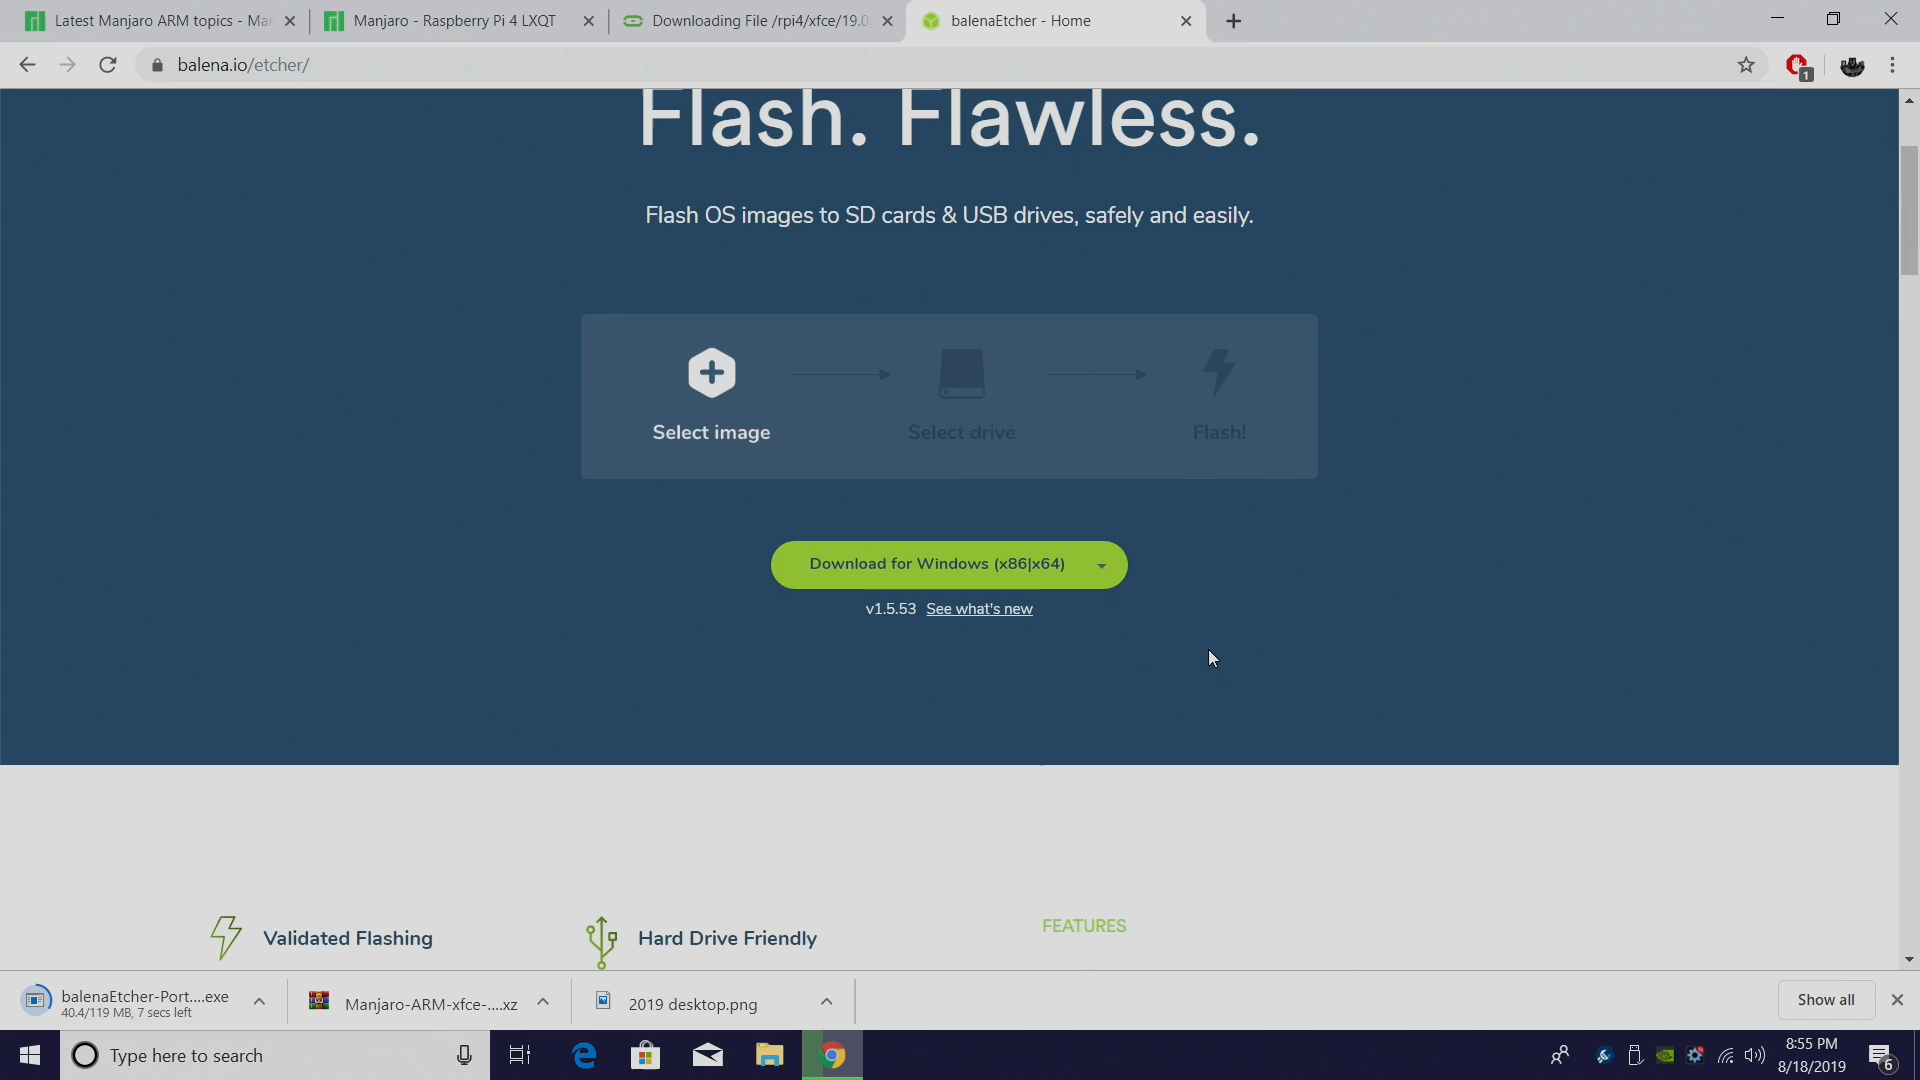 Latest Manjaro ARM topics - Ma
Manjaro - Raspberry Pi 4 LXQT
Downloading File /rpi4/xfce/19.0
balenaEtcher - Home
balena.io/etcher/
1
Flash. Flawless.
Flash OS images to SD cards & USB drives, safely and easily.
Select image
Select drive
Flash!
Download for Windows (x86|x64)
v1.5.53 See what's new
Validated Flashing
Hard Drive Friendly
FEATURES
balenaEtcher-Port....exe
40.4/119 MB, 7 secs left
Manjaro-ARM-xfce-....xz
2019 desktop.png
Show all
Type here to search
8:55 PM
8/18/2019
6